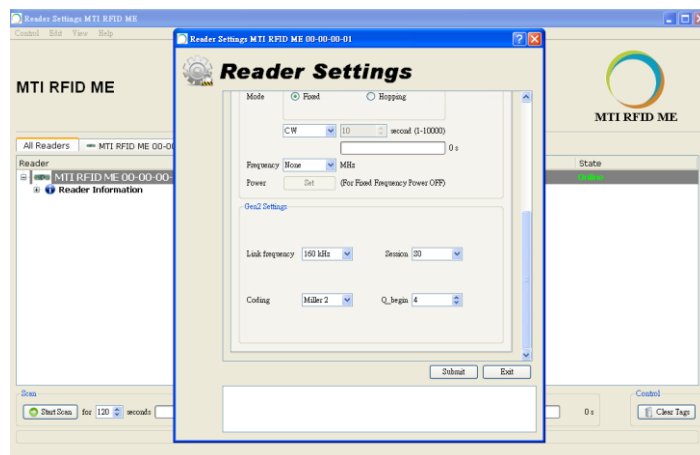 Reader Settings MTI RFID ME
Control Edit View Help
Reader Settings MTI RFID ME 00-00-00-01
Reader Settings
MTI RFID ME
MTI RFID ME
Mode Fixed Hopping
CW 10 second (1-10000)
0 s
Frequency None MHz
Power Set (For Fixed Frequency Power OFF)
All Readers MTI RFID ME 00-00
Reader State
MTI RFID ME 00-00-00- Online
Reader Information
Gen2 Settings
Link frequency 160 kHz Session S0
Coding Miller 2 Q_begin 4
Submit Exit
Scan Control
Start Scan for 120 seconds 0 s Clear Tags